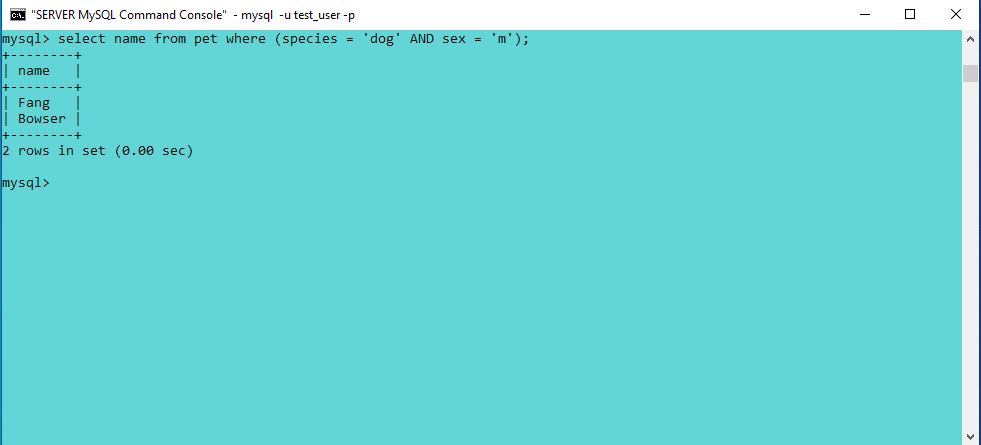 "SERVER MySQL Command Console" - mysql -u test_user -p
mysql> select name from pet where (species = 'dog' AND sex = 'm');
+--------+
| name   |
+--------+
| Fang   |
| Bowser |
+--------+
2 rows in set (0.00 sec)
mysql>